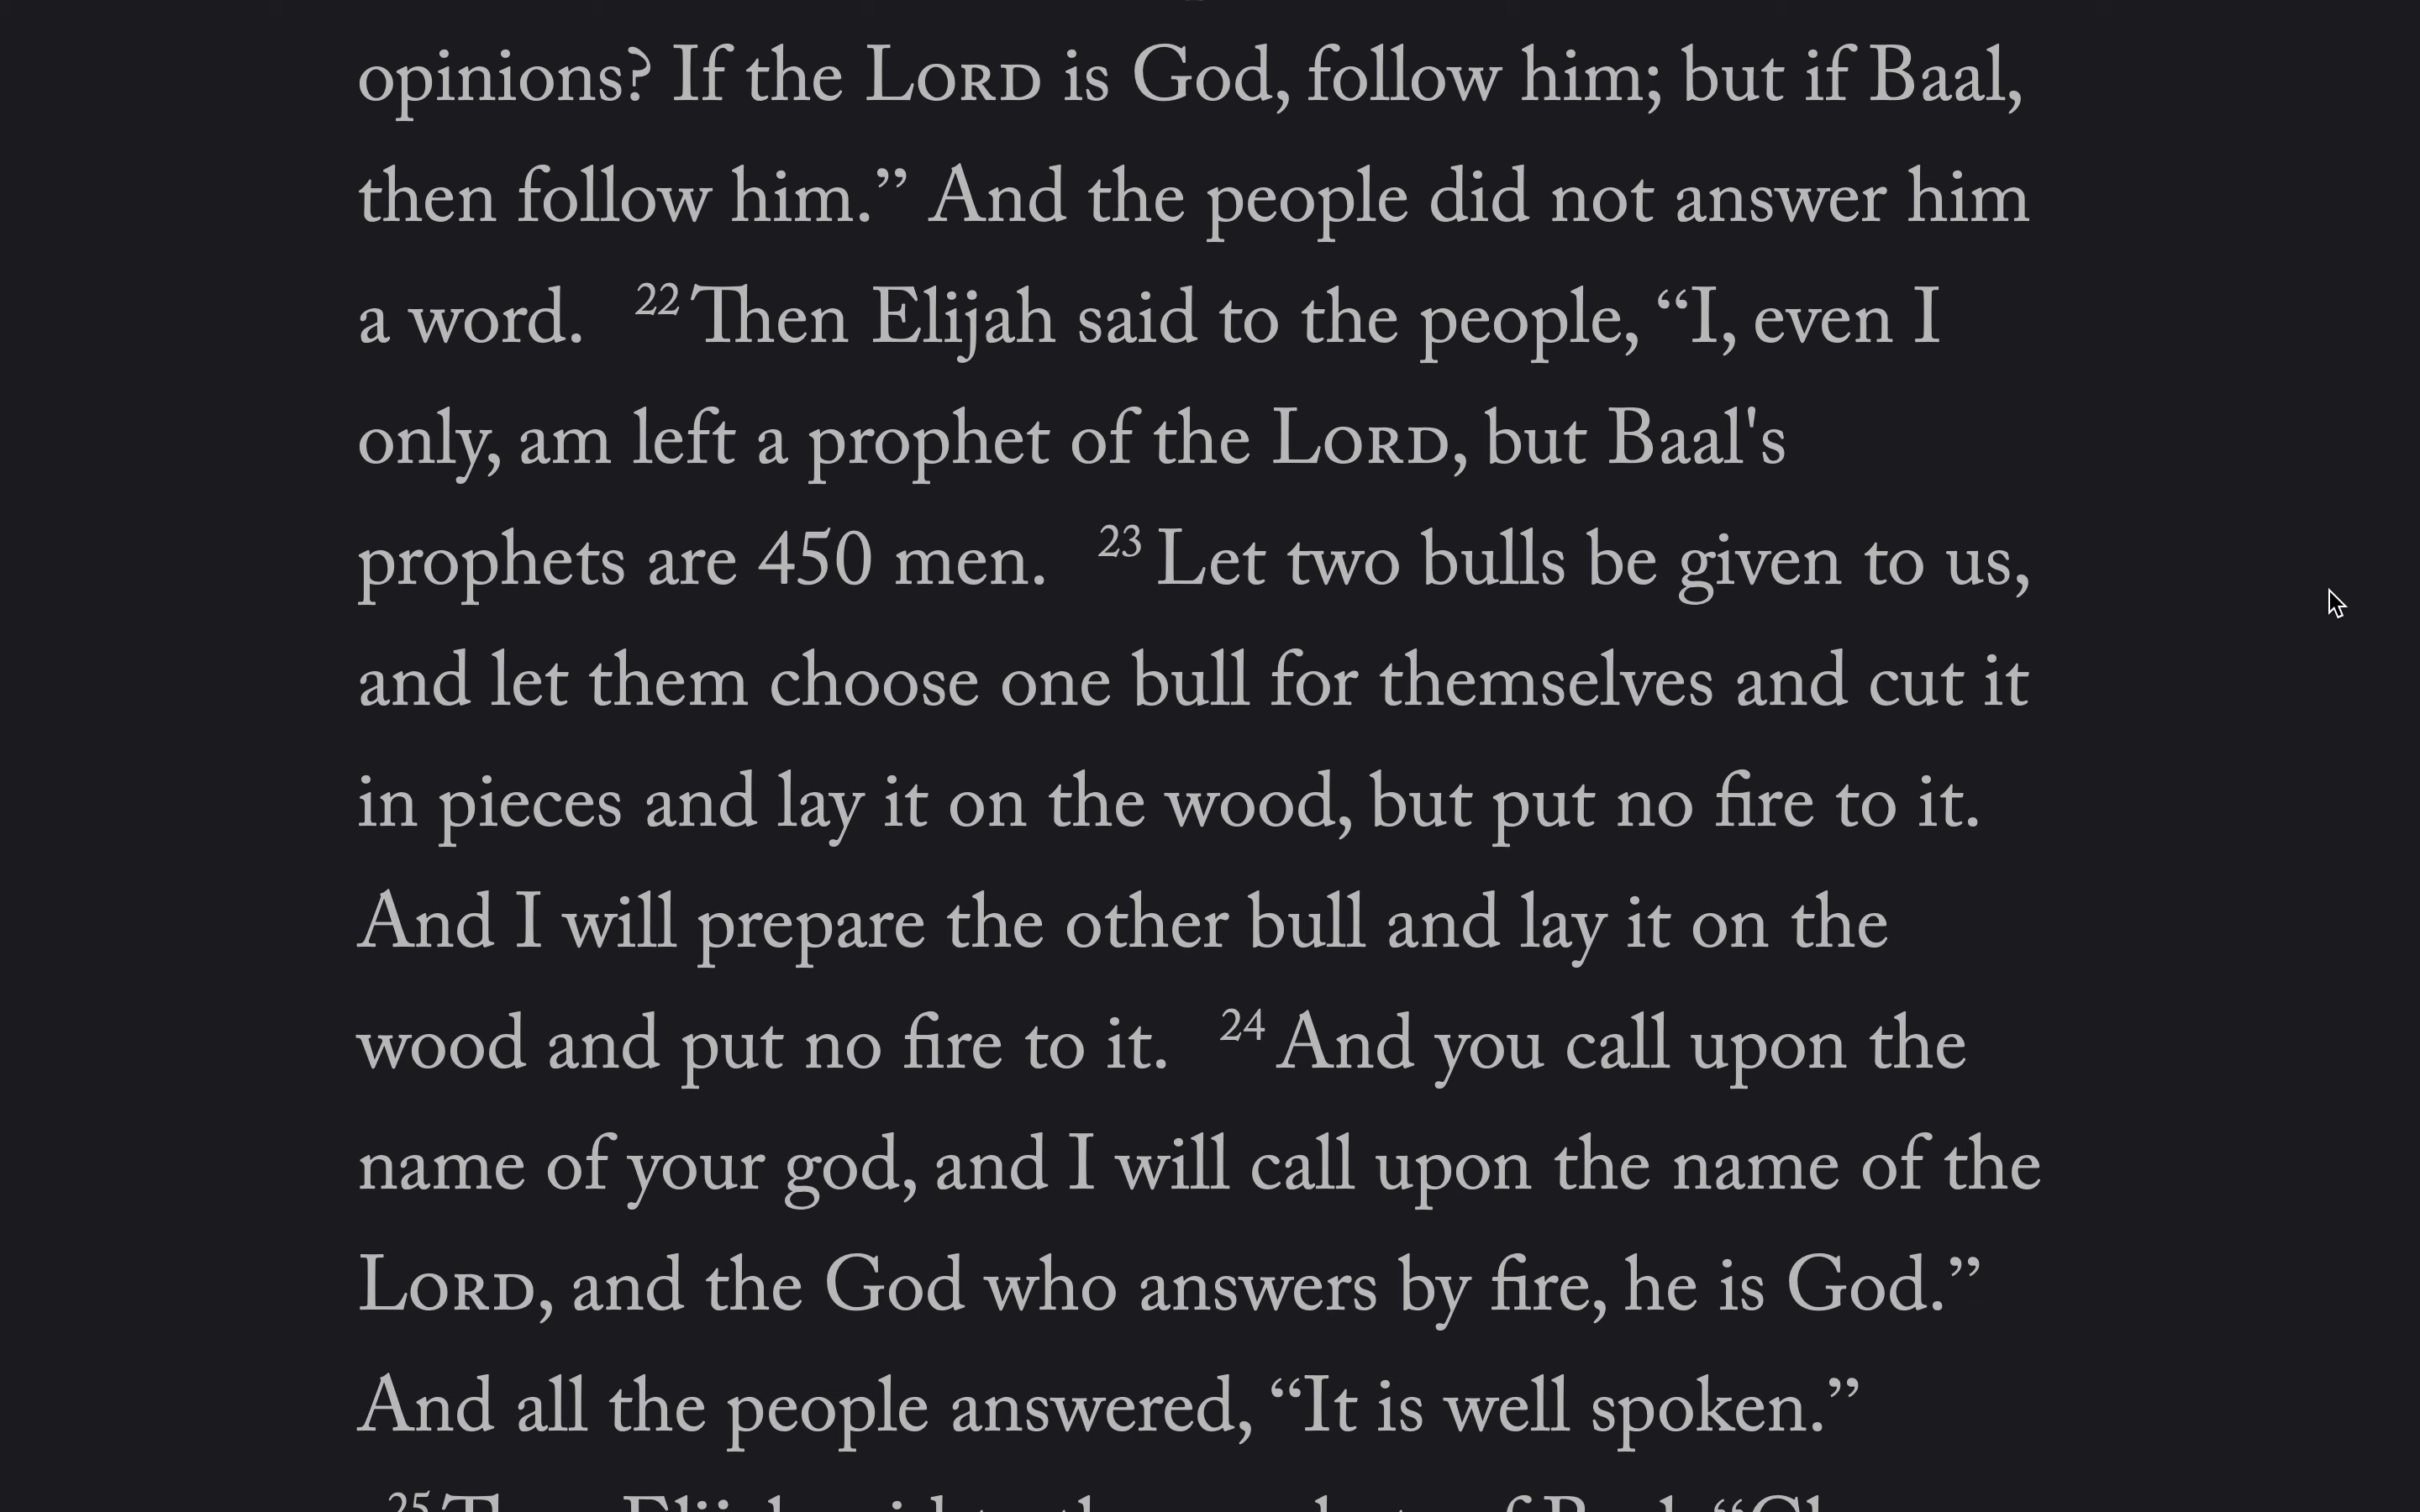 opinions? If the LORD is God, follow him; but if Baal,
then follow him.” And the people did not answer him
a word. 22 Then Elijah said to the people, “I, even I
only, am left a prophet of the LORD, but Baal's
prophets are 450 men. 23 Let two bulls be given to us,
and let them choose one bull for themselves and cut it
in pieces and lay it on the wood, but put no fire to it.
And I will prepare the other bull and lay it on the
wood and put no fire to it. 24 And you call upon the
name of your god, and I will call upon the name of the
LORD, and the God who answers by fire, he is God.”
And all the people answered, “It is well spoken.”
25 Then Elijah said to the